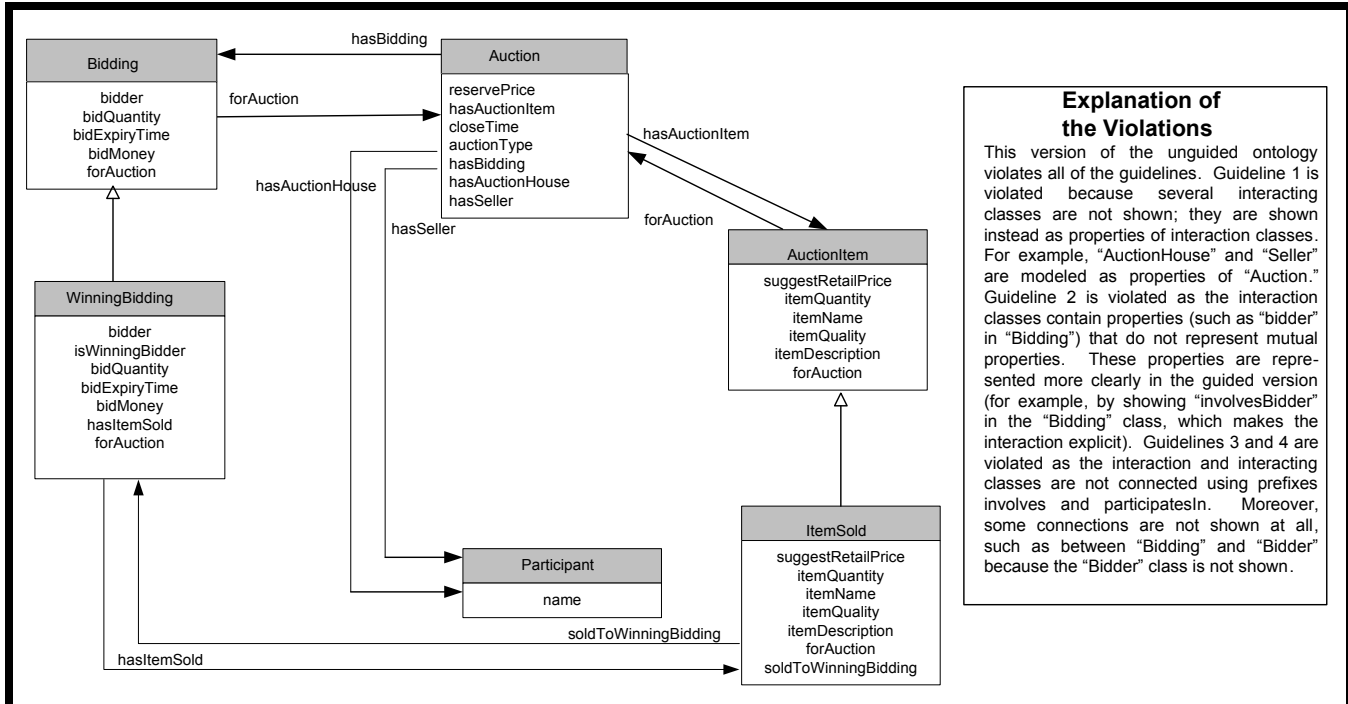 hasBidding
Bidding
bidder
bidQuantity
bidExpiryTime
bidMoney
forAuction
forAuction
Auction
reservePrice
hasAuctionItem
closeTime
auctionType
hasBidding
hasAuctionHouse
hasSeller
hasAuctionItem
forAuction
hasAuctionHouse
hasSeller
AuctionItem
suggestRetailPrice
itemQuantity
itemName
itemQuality
itemDescription
forAuction
WinningBidding
bidder
isWinningBidder
bidQuantity
bidExpiryTime
bidMoney
hasItemSold
forAuction
Participant
name
ItemSold
suggestRetailPrice
itemQuantity
itemName
itemQuality
itemDescription
forAuction
soldToWinningBidding
soldToWinningBidding
hasItemSold
Explanation of
the Violations
This version of the unguided ontology
violates all of the guidelines. Guideline 1 is
violated because several interacting
classes are not shown; they are shown
instead as properties of interaction classes.
For example, “AuctionHouse” and “Seller”
are modeled as properties of “Auction.”
Guideline 2 is violated as the interaction
classes contain properties (such as “bidder”
in “Bidding”) that do not represent mutual
properties. These properties are repre-
sented more clearly in the guided version
(for example, by showing “involvesBidder”
in the “Bidding” class, which makes the
interaction explicit). Guidelines 3 and 4 are
violated as the interaction and interacting
classes are not connected using prefixes
involves and participatesIn. Moreover,
some connections are not shown at all,
such as between “Bidding” and “Bidder”
because the “Bidder” class is not shown.